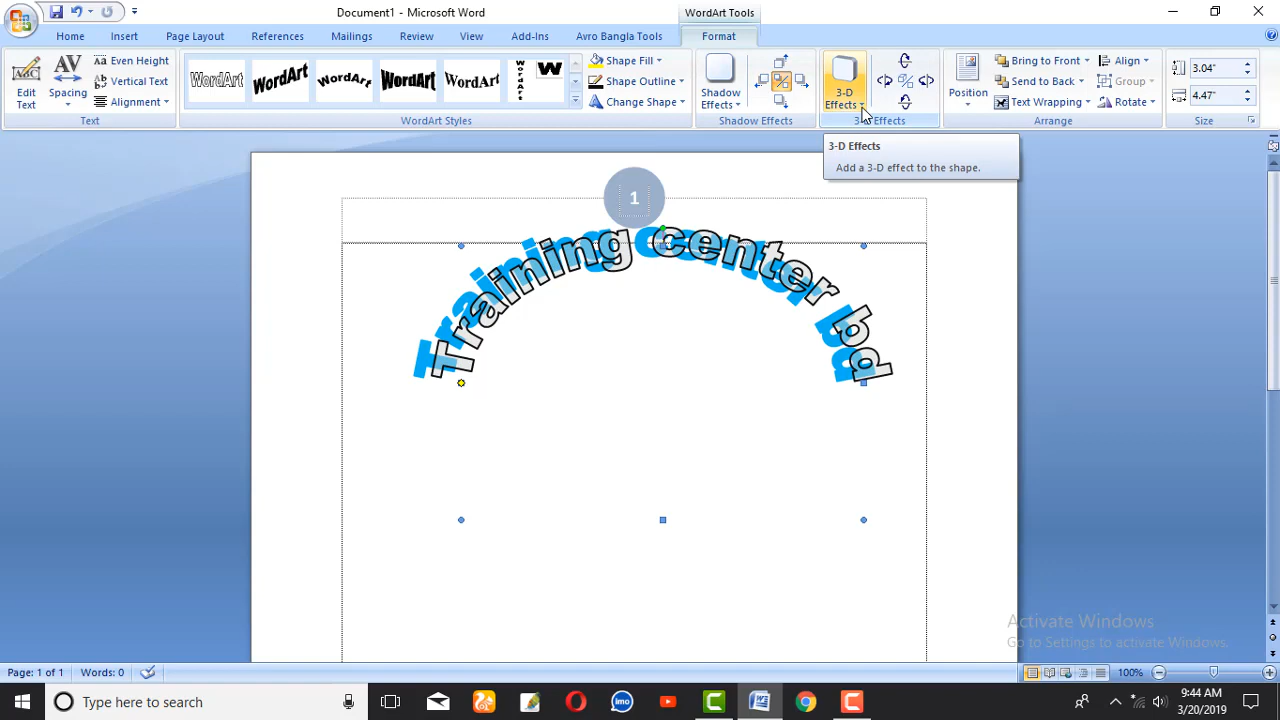 Document1 - Microsoft Word
WordArt Tools
Home
Insert
Page Layout
References
Mailings
Review
View
Add-Ins
Avro Bangla Tools
Format
Edit Text
AV
Spacing
Aa Even Height
Vertical Text
Alignment
Text
WordArt
WordArt
WordArt
WordArt
WordArt
WordArt
W
Shape Fill
Shape Outline
Change Shape
WordArt Styles
Shadow Effects
Shadow Effects
3-D Effects
3-D Effects
Position
Bring to Front
Send to Back
Text Wrapping
Align
Group
Rotate
Arrange
3.04"
4.47"
Size
3-D Effects
Add a 3-D effect to the shape.
1
Training center bd
Activate Windows
Go to Settings to activate Windows.
Page: 1 of 1
Words: 0
100%
Type here to search
imo
9:44 AM
3/20/2019